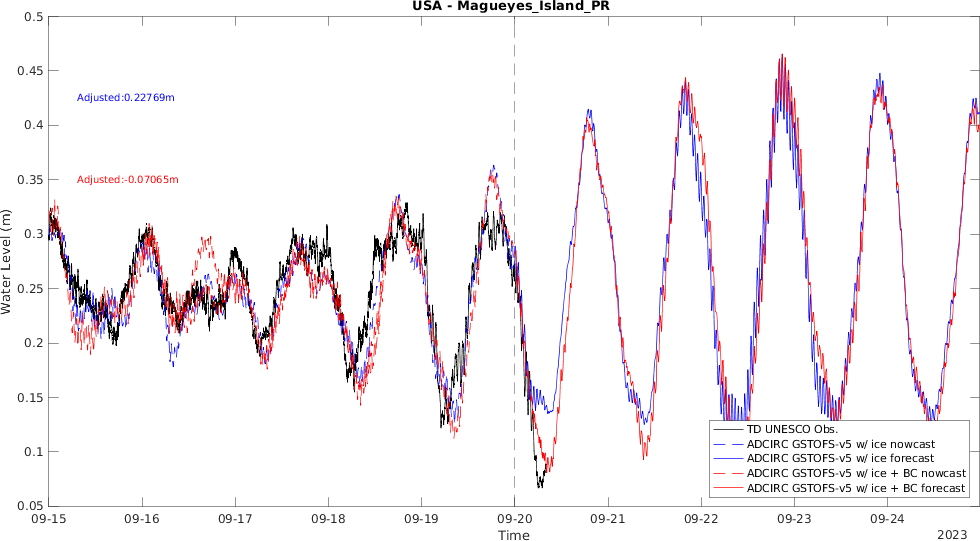 USA - Magueyes_Island_PR
0.5
0.45
0.4
0.35
0.3
0.25
0.2
0.15
0.1
0.05
Water Level (m)
Adjusted:0.22769m
Adjusted:-0.07065m
TD UNESCO Obs.
ADCIRC GSTOFS-v5 w/ ice nowcast
ADCIRC GSTOFS-v5 w/ ice forecast
ADCIRC GSTOFS-v5 w/ ice + BC nowcast
ADCIRC GSTOFS-v5 w/ ice + BC forecast
09-15 09-16 09-17 09-18 09-19 09-20 09-21 09-22 09-23 09-24
Time
2023